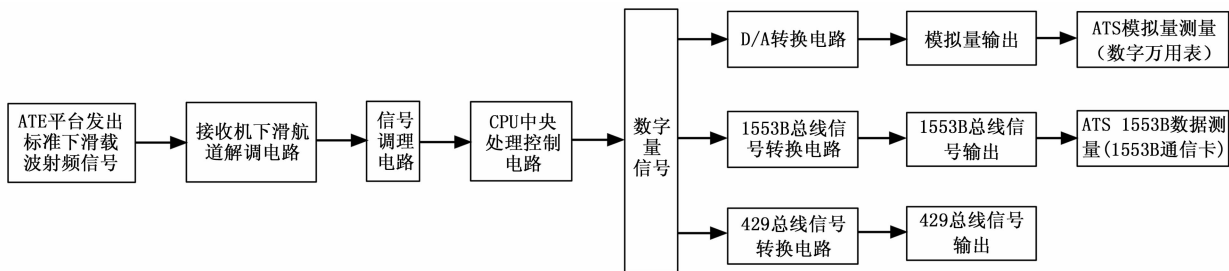 ATE平台发出
标准下滑载
波射频信号
接收机下滑航
道解调电路
信号
调理
电路
CPU中央
处理控制
电路
数字
量
信号
D/A转换电路
模拟量输出
ATS模拟量测量
(数字万用表)
1553B总线信
号转换电路
1553B总线信
号输出
ATS 1553B数据测
量(1553B通信卡)
429总线信号
转换电路
429总线信号
输出